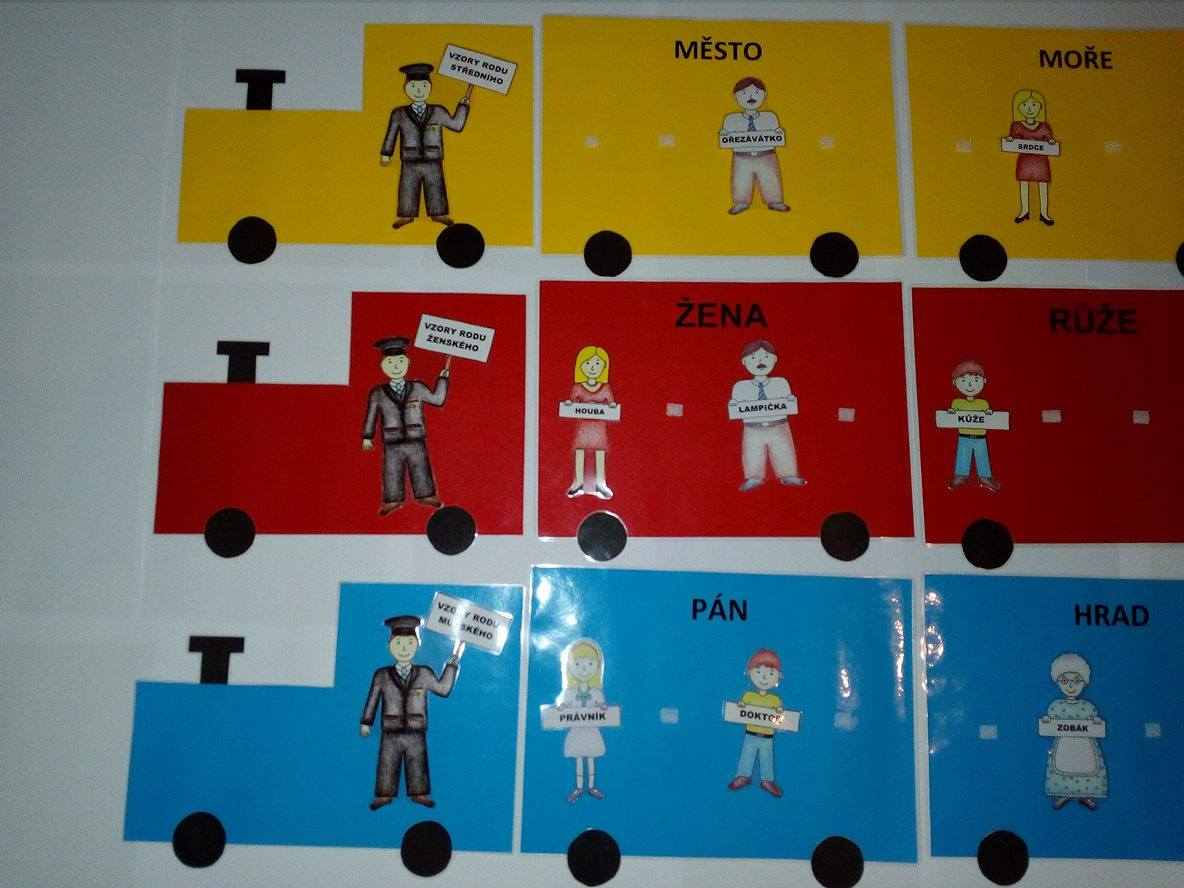 VZORY RODU
STŘEDNÍHO
MĚSTO
OŘEZÁVÁTKO
MOŘE
SRDCE
VZORY RODU
ŽENSKÉHO
ŽENA
HOUBA
LAMPIČKA
RŮŽE
KŮŽE
VZORY RODU
MUŽSKÉHO
PÁN
PRÁVNÍK
DOKTOR
HRAD
ZOBÁK